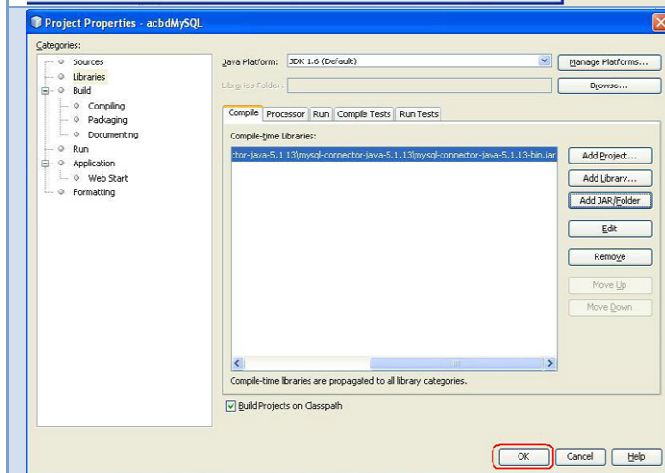 Project Properties - acbdMySQL
Categories:
Sources
Libraries
Build
Compiling
Packaging
Documenting
Run
Application
Web Start
Formatting
Java Platform: JDK 1.6 (Default) Manage Platforms...
Libraries Folder: Browse...
Compile Processor Run Compile Tests Run Tests
Compile-time Libraries:
ctor-java-5.1.13\mysql-connector-java-5.1.13\mysql-connector-java-5.1.13-bin.jar
Add Project...
Add Library...
Add JAR/Folder
Edit
Remove
Move Up
Move Down
Compile-time libraries are propagated to all library categories.
Build Projects on Classpath
OK Cancel Help